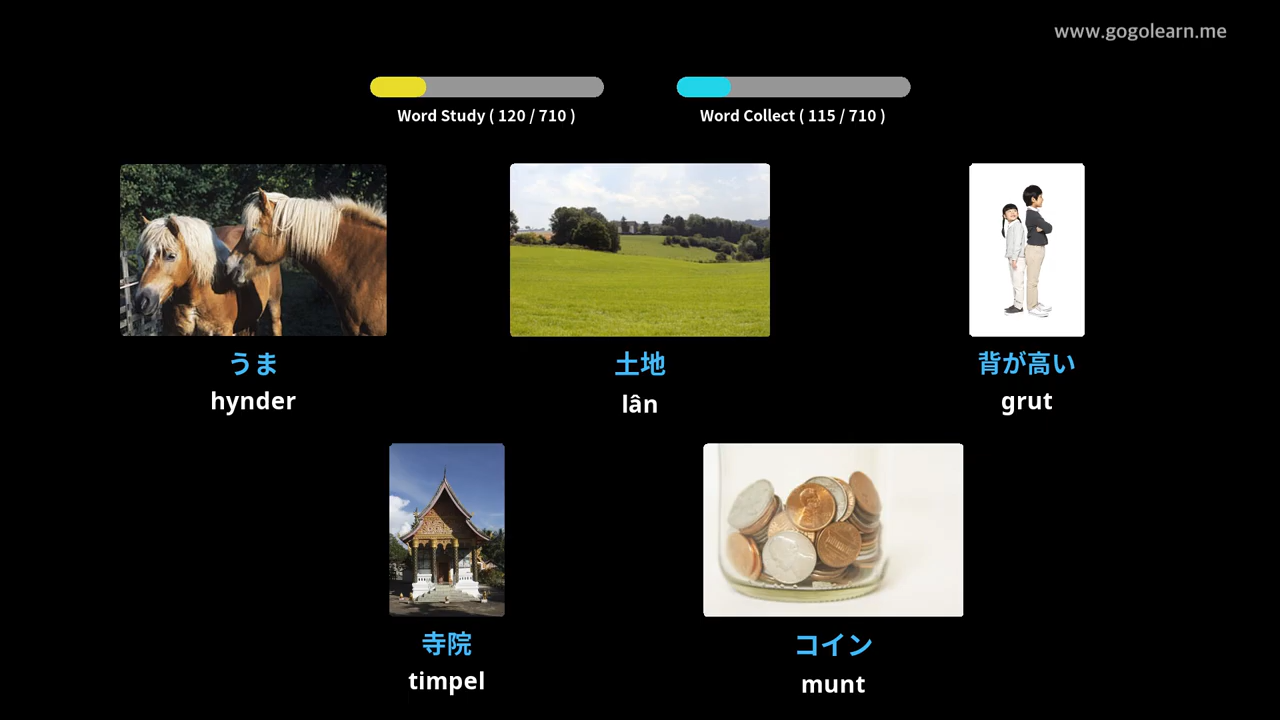 www.gogolearn.me
Word Study ( 120 / 710 )
Word Collect ( 115 / 710 )
うま
hynder
土地
lân
背が高い
grut
寺院
timpel
コイン
munt